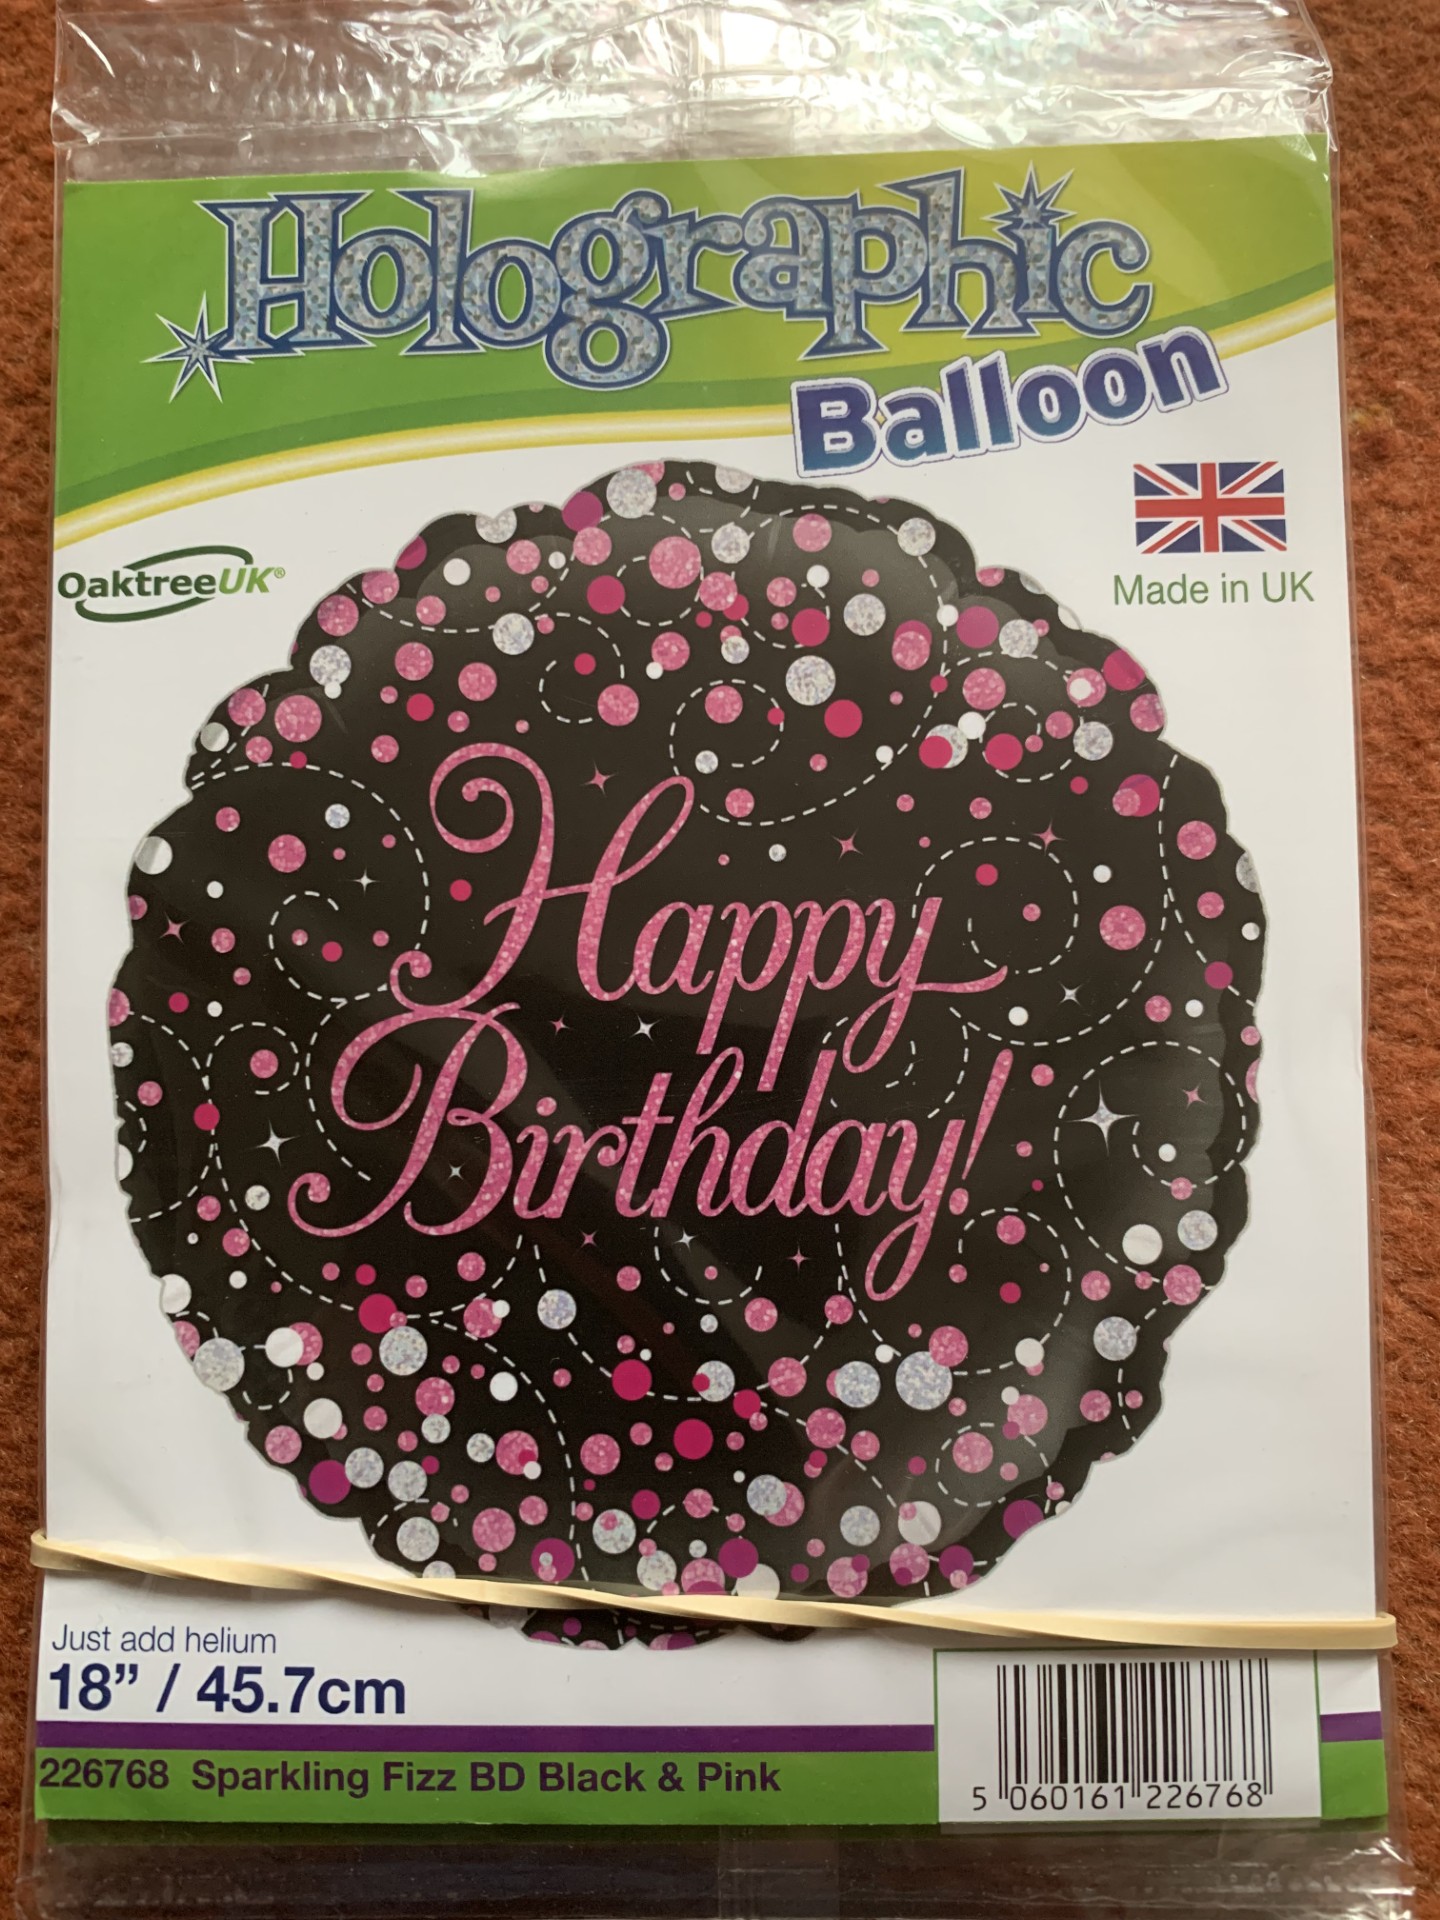 Holographic
Balloon
OaktreeUK®
Made in UK
Happy
Birthday!
Just add helium
18” / 45.7cm
226768 Sparkling Fizz BD Black & Pink
5 060161 226768